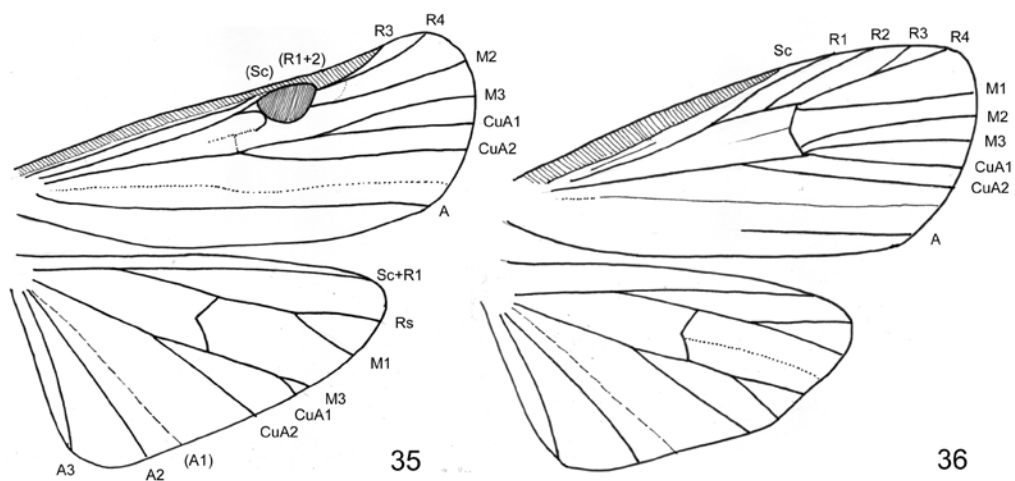 (Sc)
(R1+2)
R3
R4
M2
M3
CuA1
CuA2
A
Sc+R1
Rs
M1
M3
CuA1
CuA2
(A1)
A2
A3
35
Sc
R1
R2
R3
R4
M1
M2
M3
CuA1
CuA2
A
36